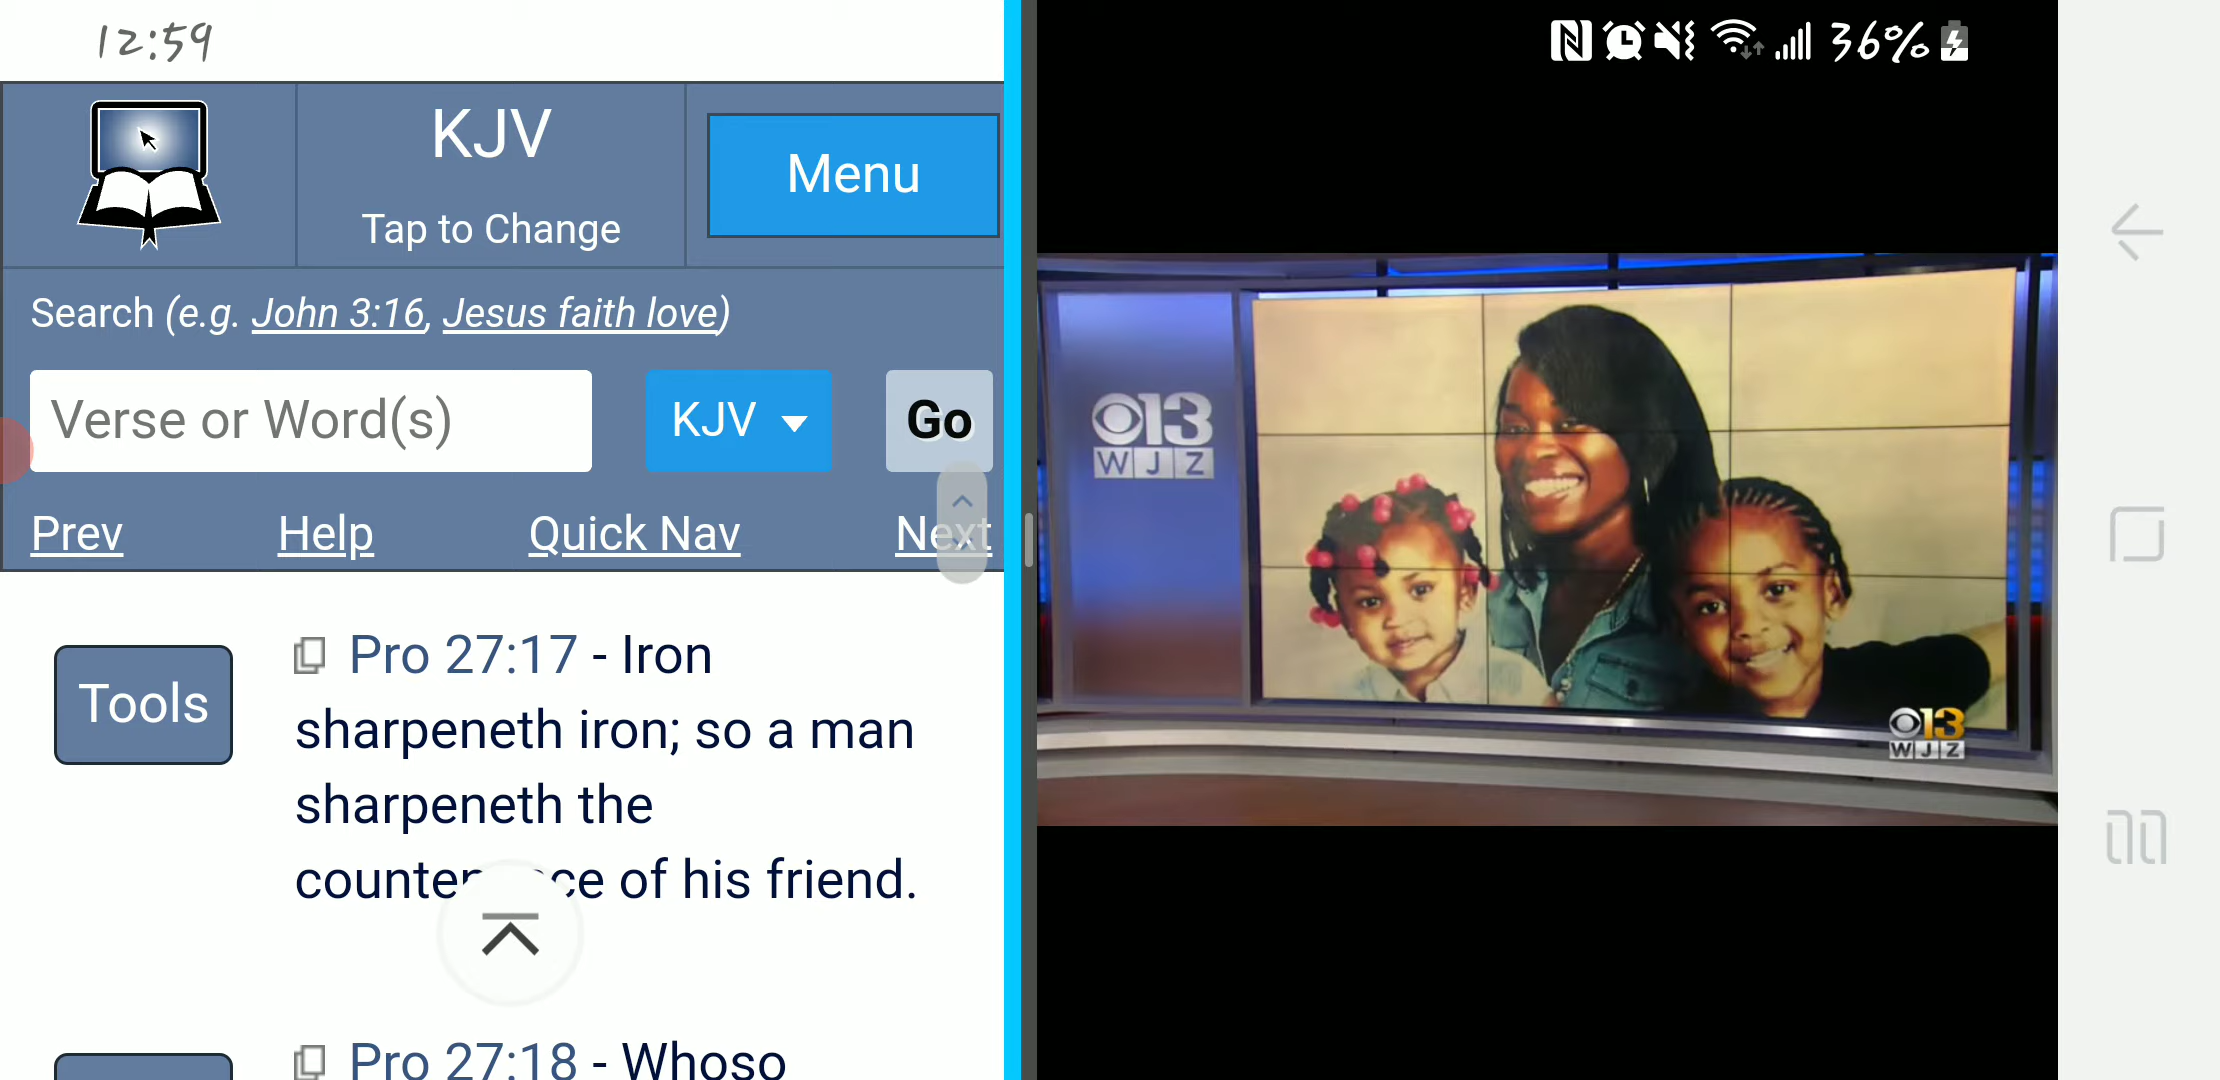 12:59
36%
KJV
Tap to Change
Menu
Search (e.g. John 3:16, Jesus faith love)
Verse or Word(s)
KJV
Go
Prev
Help
Quick Nav
Next
Tools
Pro 27:17 - Iron
sharpeneth iron; so a man
sharpeneth the
of his friend.
Pro 27:18 - Whoso
13
WJZ
13
WJZ